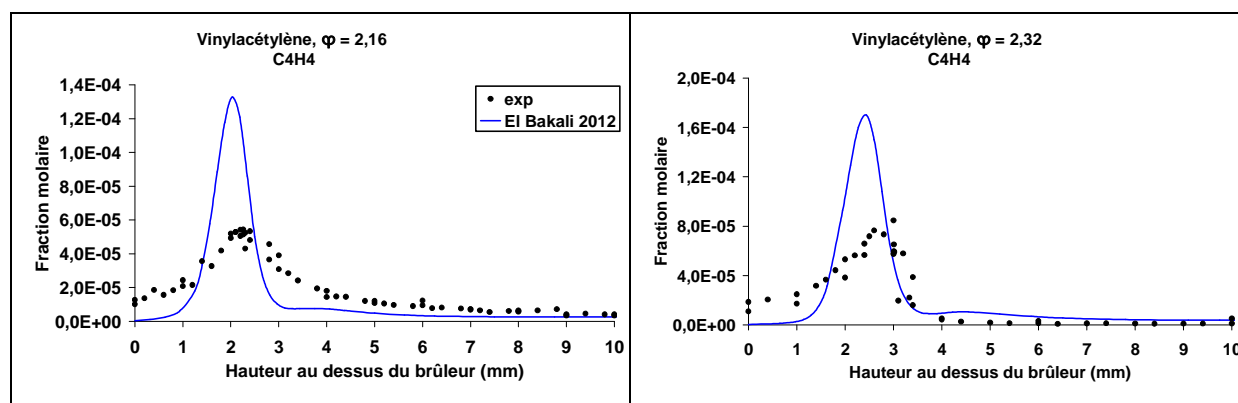 Vinylacétylène, φ = 2,16
C4H4
Fraction molaire
1,4E-04
1,2E-04
1,0E-04
8,0E-05
6,0E-05
4,0E-05
2,0E-05
0,0E+00
exp
El Bakali 2012
0 1 2 3 4 5 6 7 8 9 10
Hauteur au dessus du brûleur (mm)
Vinylacétylène, φ = 2,32
C4H4
Fraction molaire
2,0E-04
1,6E-04
1,2E-04
8,0E-05
4,0E-05
0,0E+00
0 1 2 3 4 5 6 7 8 9 10
Hauteur au dessus du brûleur (mm)